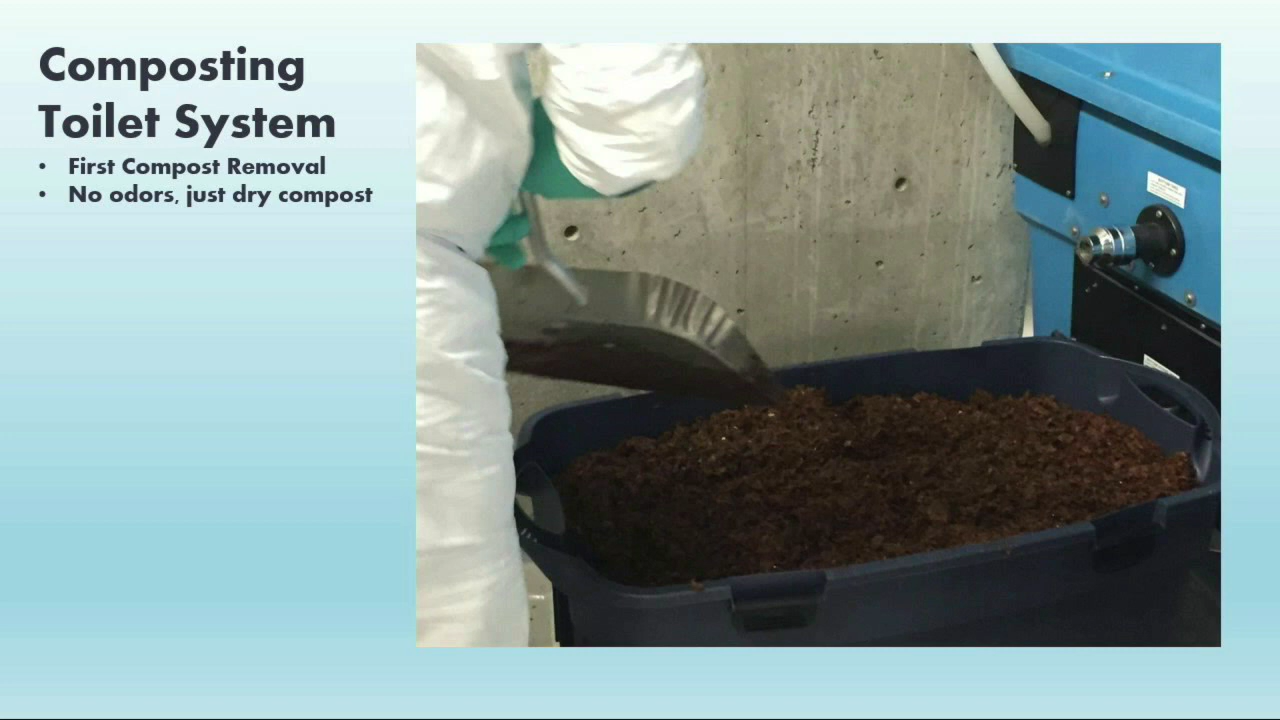 Composting
Toilet System
• First Compost Removal
• No odors, just dry compost